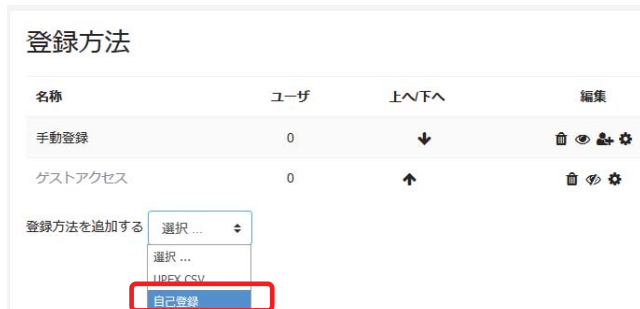 登録方法
名称 ユーザ 上へ/下へ 編集
手動登録 0
ゲストアクセス 0
登録方法を追加する 選択 ...
選択 ...
UPEX CSV
自己登録